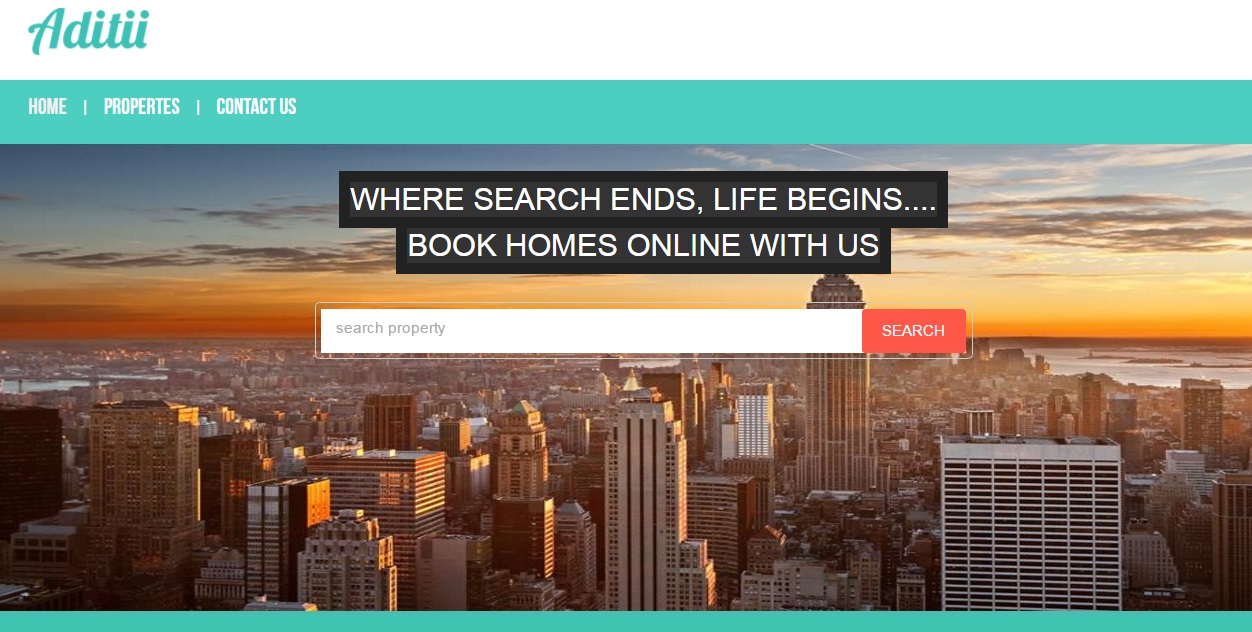 Aditii
HOME | PROPERTES | CONTACT US
WHERE SEARCH ENDS, LIFE BEGINS....
BOOK HOMES ONLINE WITH US
search property SEARCH